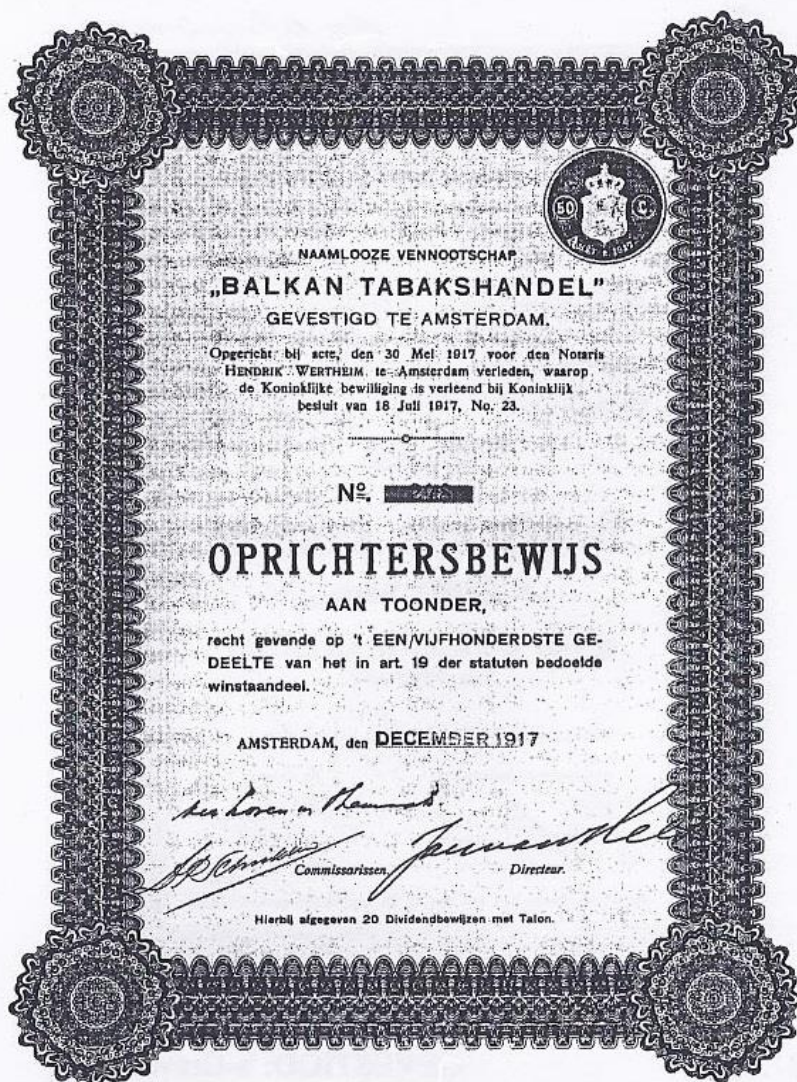 50 C.
NAAMLOOZE VENNOOTSCHAP
„BALKAN TABAKSHANDEL”
GEVESTIGD TE AMSTERDAM.
Opgericht bij acte, den 30 Mei 1917 voor den Notaris
HENDRIK WERTHEIM te Amsterdam verleden, waarop
de Koninklijke bewilliging is verleend bij Koninklijk
besluit van 18 Juli 1917, No. 23.
Nº.
OPRICHTERSBEWIJS
AAN TOONDER,
recht gevende op 't EEN/VIJFHONDERDSTE GE-
DEELTE van het in art. 19 der statuten bedoelde
winstaandeel.
AMSTERDAM, den DECEMBER 1917
Commissarissen, Directeur.
Hierbij afgegeven 20 Dividendbewijzen met Talon.